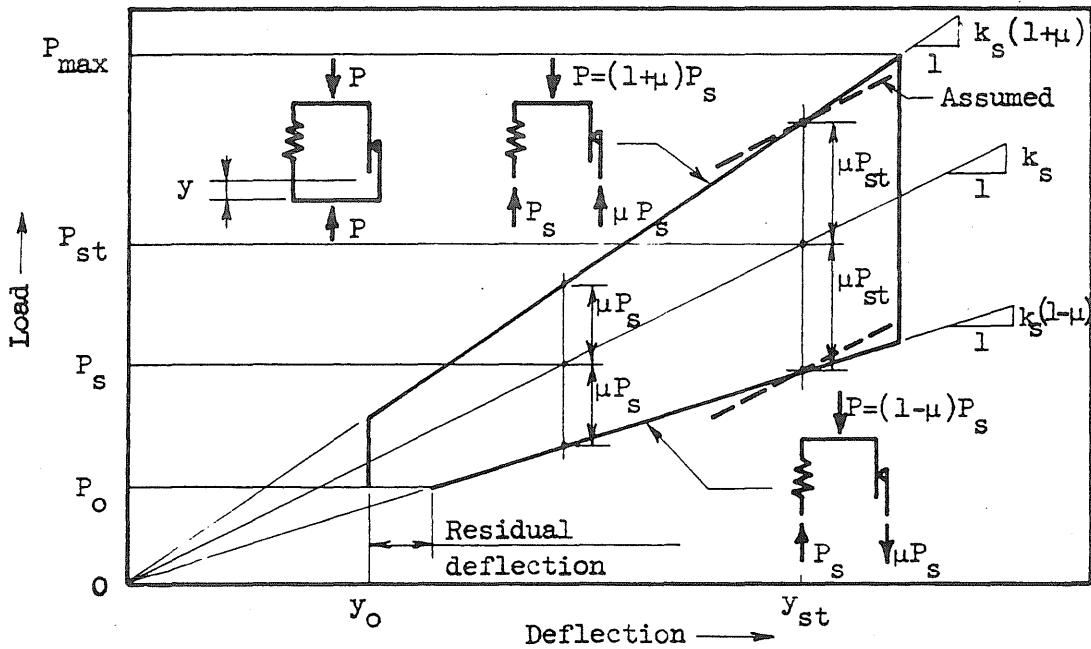 P_max
k_s(1+μ)
1
P
P=(1+μ)P_s
Assumed
y
P_s
μP_s
P
μP_st
k_s
1
P_st
Load
μP_st
μP_s
k_s(1-μ)
1
P_s
μP_s
P=(1-μ)P_s
P_o
Residual
deflection
P_s
μP_s
O
y_o
y_st
Deflection